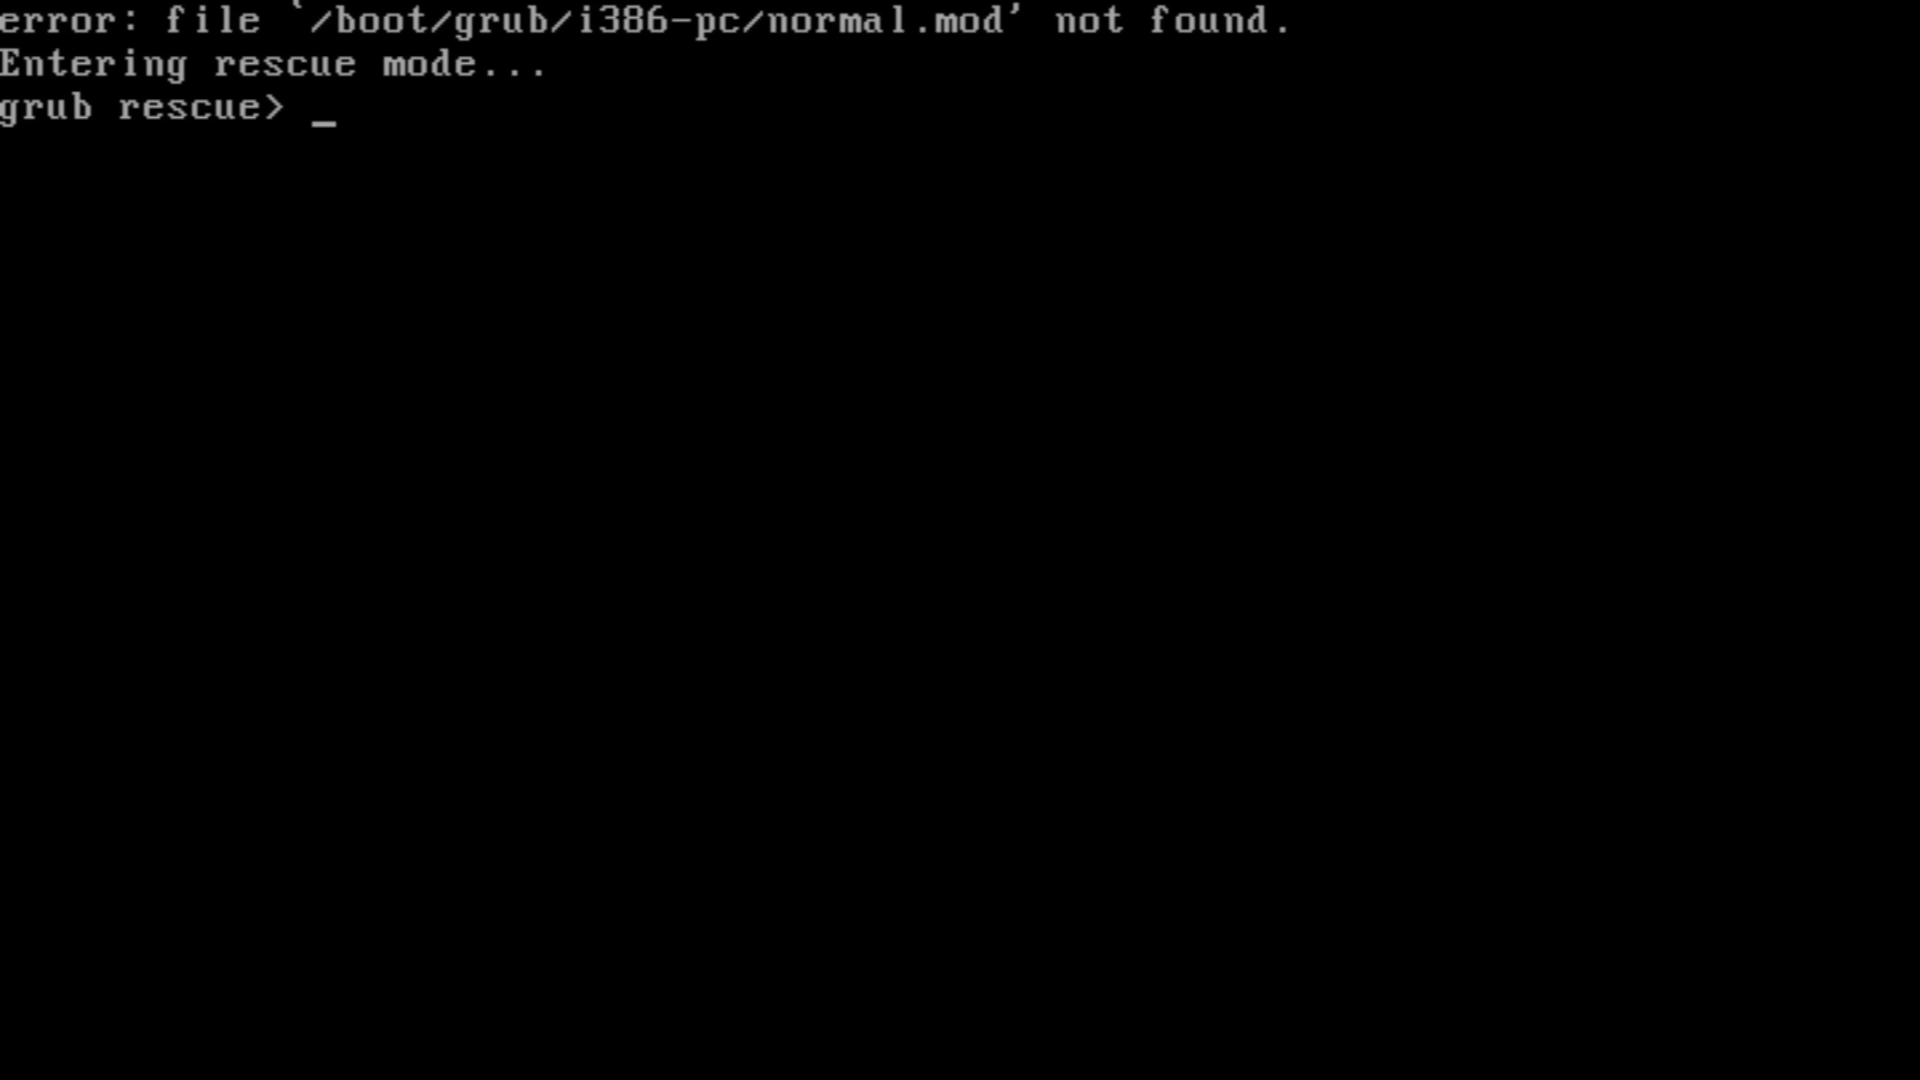 error: file `/boot/grub/i386-pc/normal.mod' not found.
Entering rescue mode...
grub rescue> _